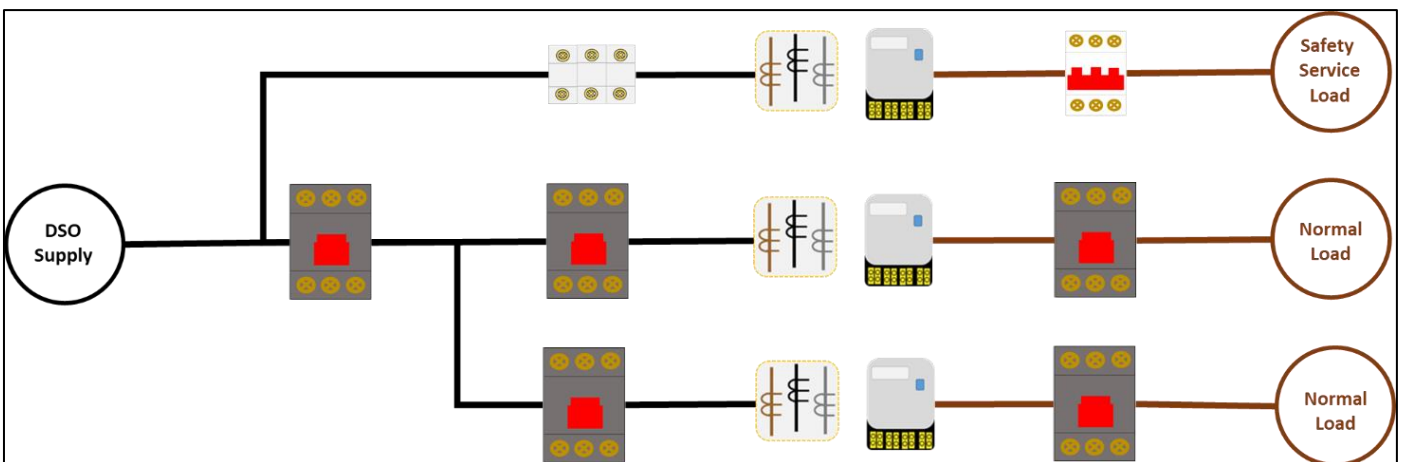 Safety
Service
Load
DSO
Supply
Normal
Load
Normal
Load